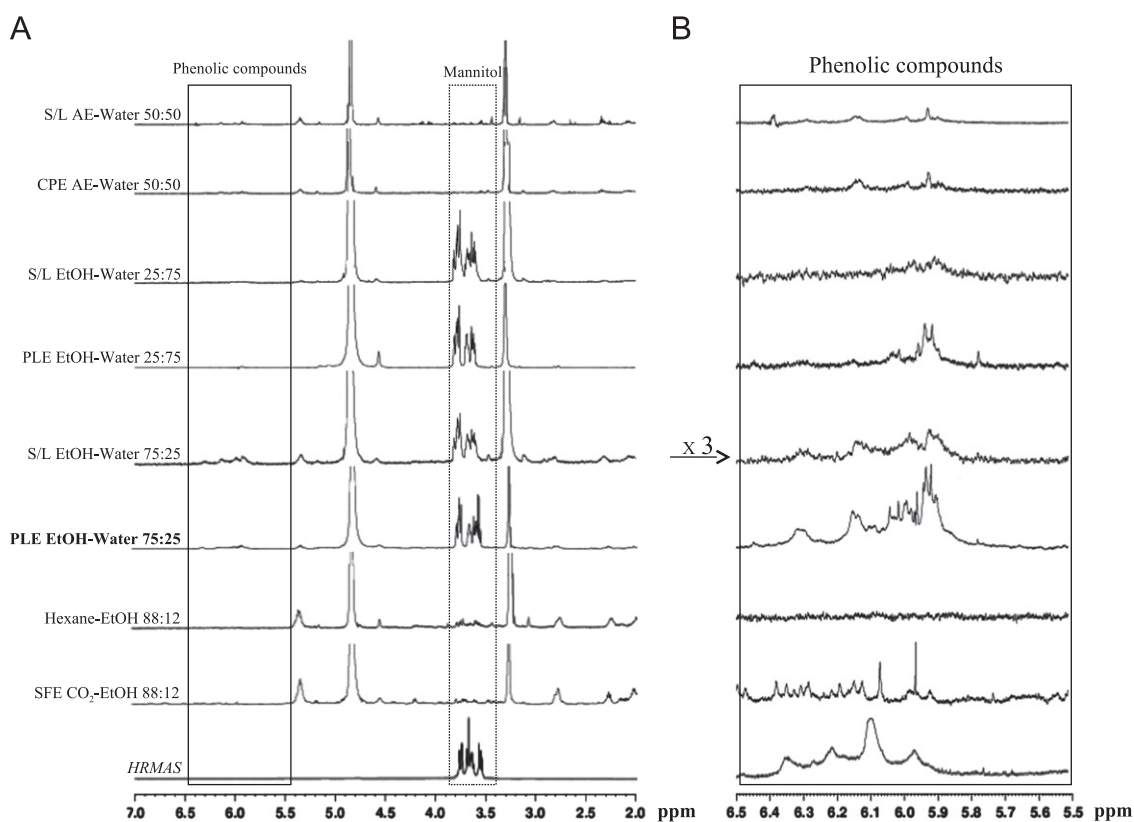 A
B
Phenolic compounds
Mannitol
Phenolic compounds
S/L AE-Water 50:50
CPE AE-Water 50:50
S/L EtOH-Water 25:75
PLE EtOH-Water 25:75
S/L EtOH-Water 75:25
x 3
PLE EtOH-Water 75:25
Hexane-EtOH 88:12
SFE CO₂-EtOH 88:12
HRMAS
7.0 6.5 6.0 5.5 5.0 4.5 4.0 3.5 3.0 2.5 2.0 ppm
6.5 6.4 6.3 6.2 6.1 6.0 5.9 5.8 5.7 5.6 5.5 ppm